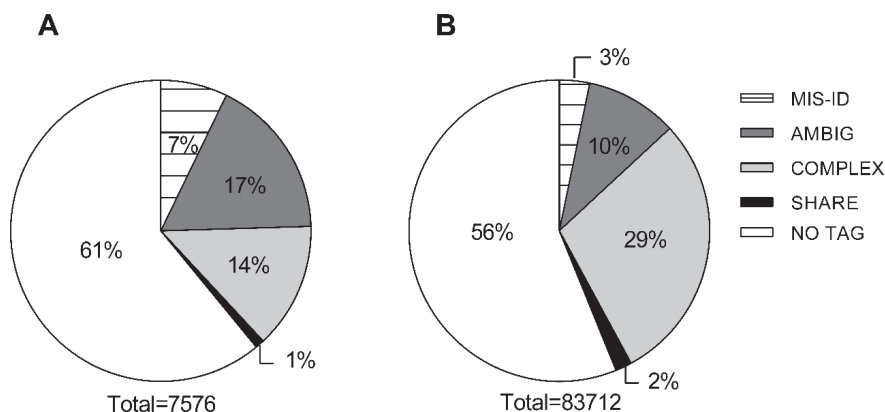 A
7%
17%
61%
14%
1%
Total=7576
B
3%
10%
56%
29%
2%
Total=83712
MIS-ID
AMBIG
COMPLEX
SHARE
NO TAG